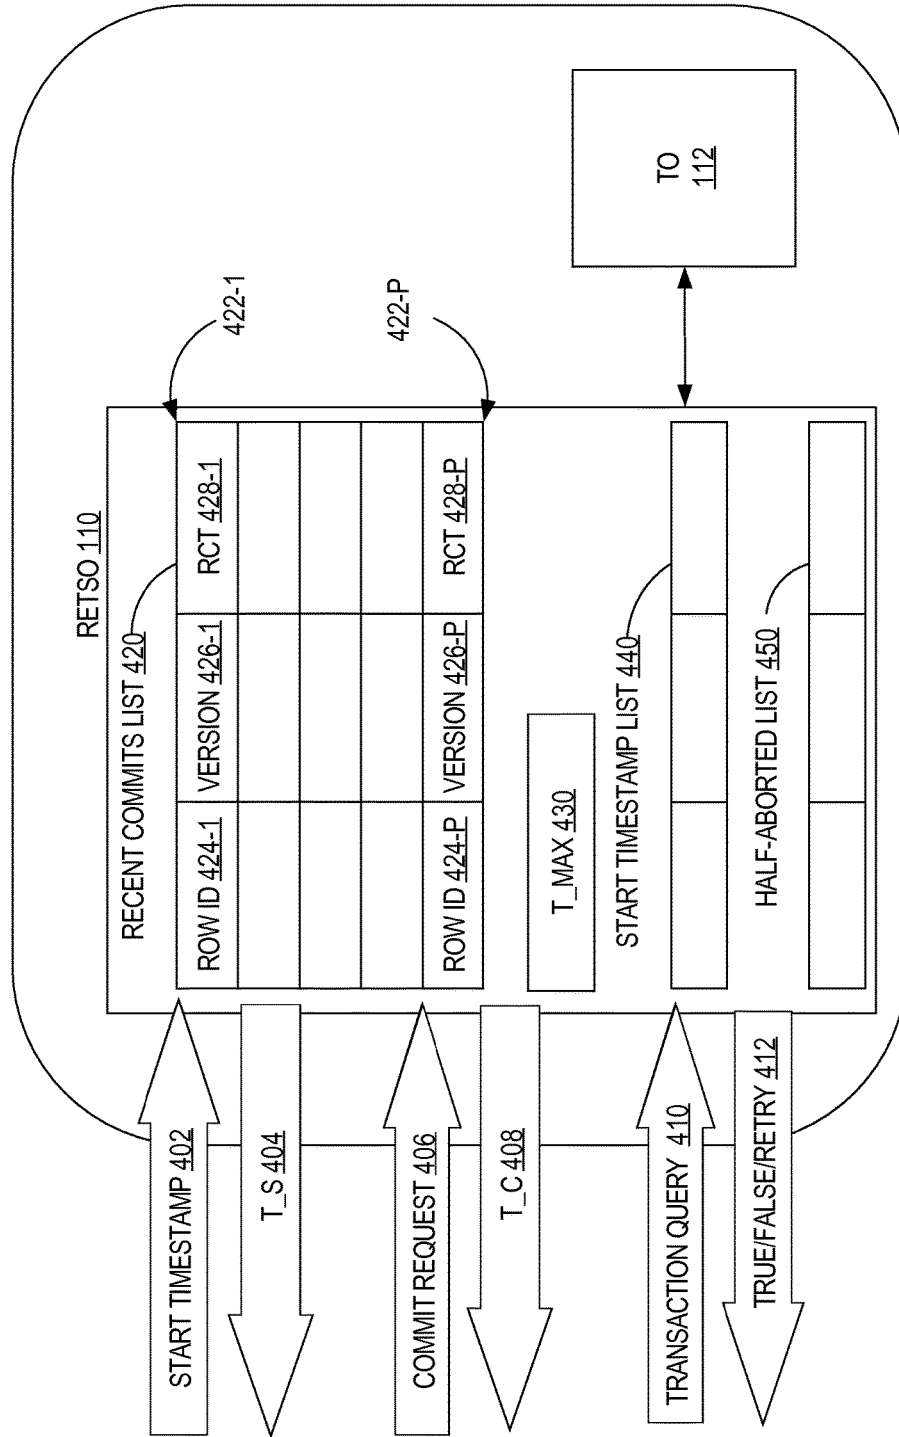 RETSO 110
RECENT COMMITS LIST 420
ROW ID 424-1 VERSION 426-1 RCT 428-1
422-1
ROW ID 424-P VERSION 426-P RCT 428-P
422-P
T_MAX 430
START TIMESTAMP LIST 440
HALF-ABORTED LIST 450
TO
112
START TIMESTAMP 402
T_S 404
COMMIT REQUEST 406
T_C 408
TRANSACTION QUERY 410
TRUE/FALSE/RETRY 412